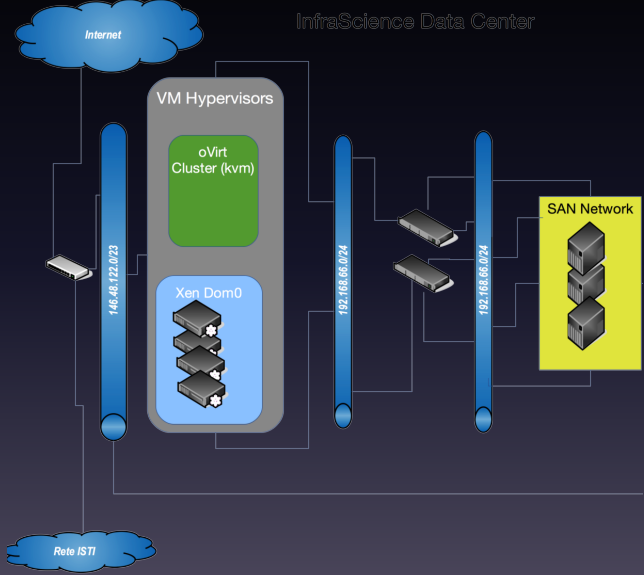 InfraScience Data Center
Internet
VM Hypervisors
oVirt
Cluster (kvm)
Xen Dom0
146.48.122.0/23
192.168.66.0/24
192.168.66.0/24
SAN Network
Rete ISTI